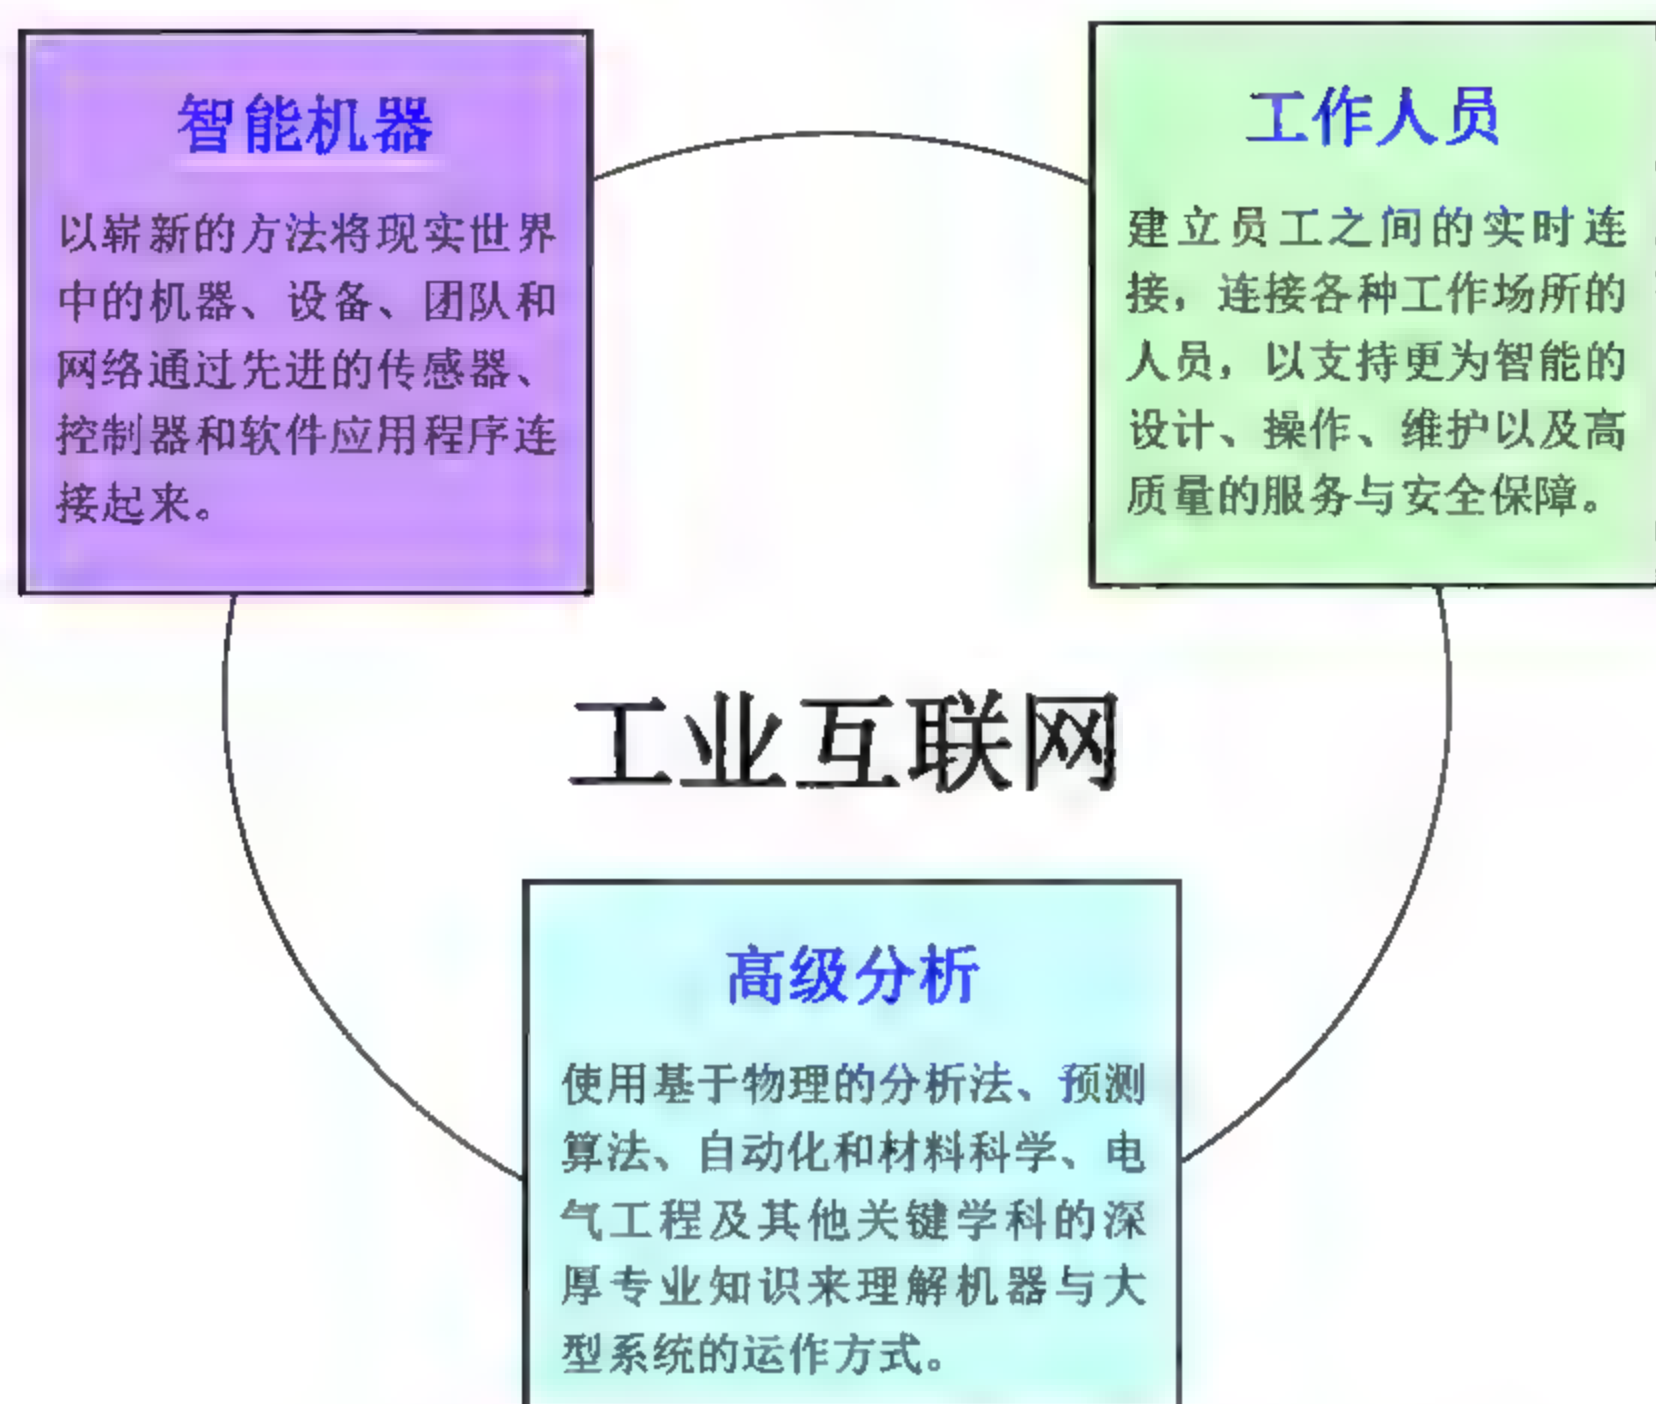 智能机器
以崭新的方法将现实世界
中的机器、设备、团队和
网络通过先进的传感器、
控制器和软件应用程序连
接起来。
工作人员
建立员工之间的实时连
接，连接各种工作场所的
人员，以支持更为智能的
设计、操作、维护以及高
质量的服务与安全保障。
工业互联网
高级分析
使用基于物理的分析法、预测
算法、自动化和材料科学、电
气工程及其他关键学科的深
厚专业知识来理解机器与大
型系统的运作方式。